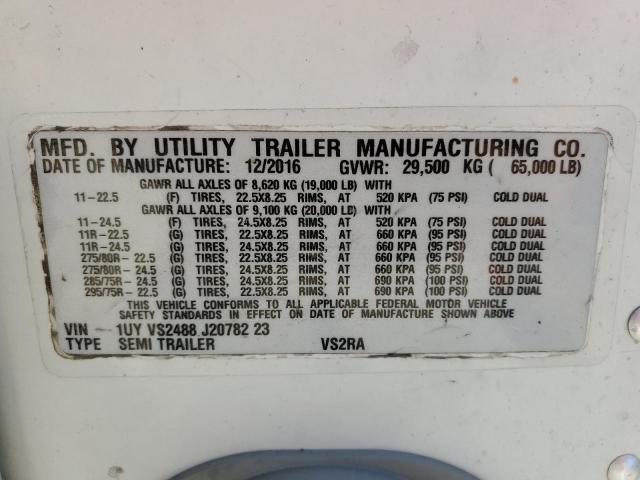 MFD. BY UTILITY TRAILER MANUFACTURING CO.
DATE OF MANUFACTURE: 12/2016 GVWR: 29,500 KG ( 65,000 LB)
GAWR ALL AXLES OF 8,620 KG (19,000 LB) WITH
11-22.5 (F) TIRES, 22.5X8.25 RIMS, AT 520 KPA (75 PSI) COLD DUAL
GAWR ALL AXLES OF 9,100 KG (20,000 LB) WITH
11-24.5 (F) TIRES, 24.5X8.25 RIMS, AT 520 KPA (75 PSI) COLD DUAL
11R-22.5 (G) TIRES, 22.5X8.25 RIMS, AT 660 KPA (95 PSI) COLD DUAL
11R-24.5 (G) TIRES, 24.5X8.25 RIMS, AT 660 KPA (95 PSI) COLD DUAL
275/80R-22.5 (G) TIRES, 22.5X8.25 RIMS, AT 660 KPA (95 PSI) COLD DUAL
275/80R-24.5 (G) TIRES, 24.5X8.25 RIMS, AT 660 KPA (95 PSI) COLD DUAL
285/75R-24.5 (G) TIRES, 24.5X8.25 RIMS, AT 690 KPA (100 PSI) COLD DUAL
295/75R-22.5 (G) TIRES, 22.5X8.25 RIMS, AT 690 KPA (100 PSI) COLD DUAL
THIS VEHICLE CONFORMS TO ALL APPLICABLE FEDERAL MOTOR VEHICLE
SAFETY STANDARDS IN EFFECT ON DATE OF MANUFACTURE SHOWN ABOVE
VIN - 1UY VS2488 J20782 23
TYPE SEMI TRAILER VS2RA